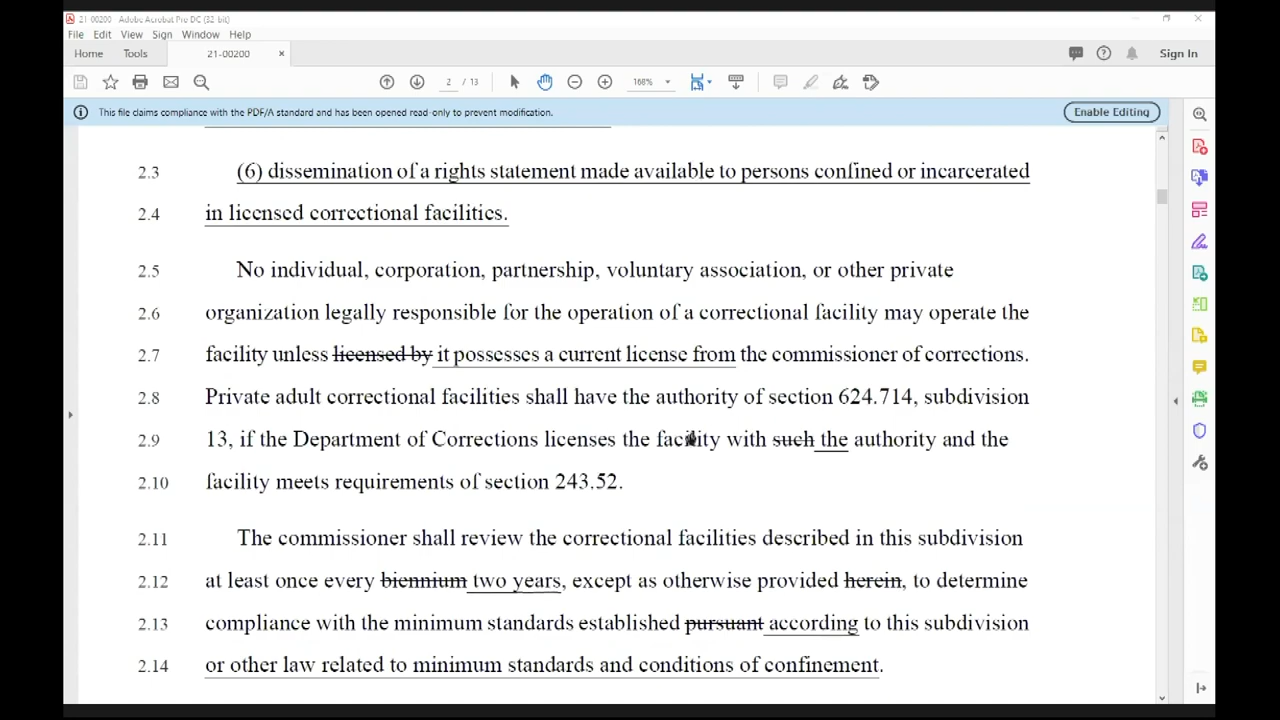 21-00200 - Adobe Acrobat Pro DC (32-bit)
File Edit View Sign Window Help
Home Tools 21-00200 × Sign In
2 / 13 168%
This file claims compliance with the PDF/A standard and has been opened read-only to prevent modification. Enable Editing
2.3 (6) dissemination of a rights statement made available to persons confined or incarcerated
2.4 in licensed correctional facilities.
2.5 No individual, corporation, partnership, voluntary association, or other private
2.6 organization legally responsible for the operation of a correctional facility may operate the
2.7 facility unless licensed by it possesses a current license from the commissioner of corrections.
2.8 Private adult correctional facilities shall have the authority of section 624.714, subdivision
2.9 13, if the Department of Corrections licenses the facility with such the authority and the
2.10 facility meets requirements of section 243.52.
2.11 The commissioner shall review the correctional facilities described in this subdivision
2.12 at least once every biennium two years, except as otherwise provided herein, to determine
2.13 compliance with the minimum standards established pursuant according to this subdivision
2.14 or other law related to minimum standards and conditions of confinement.